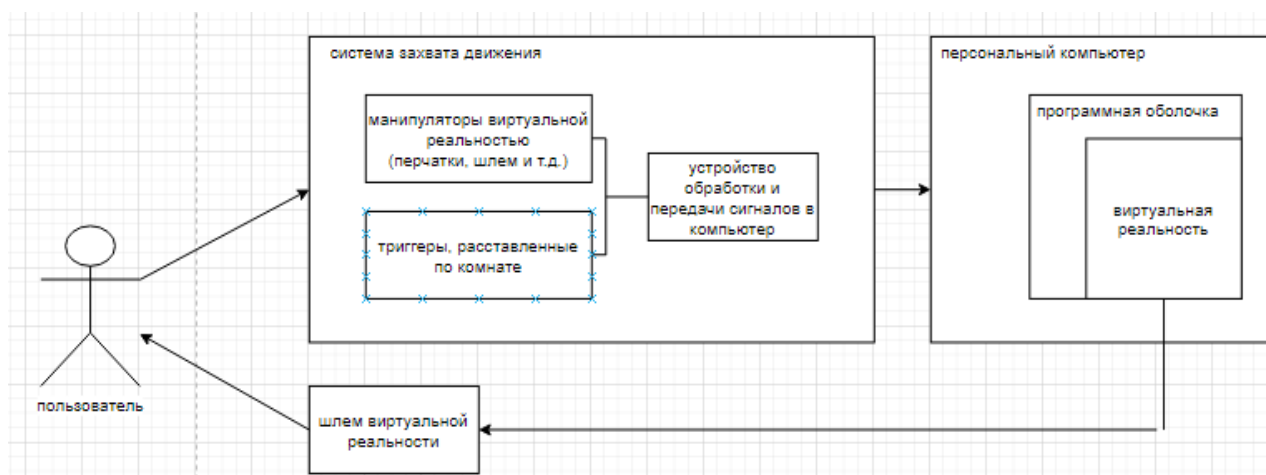 система захвата движения
персональный компьютер
манипуляторы виртуальной
реальностью
(перчатки, шлем и т.д.)
программная оболочка
устройство
обработки и
передачи сигналов в
компьютер
виртуальная
реальность
триггеры, расставленные
по комнате
пользователь
шлем виртуальной
реальности